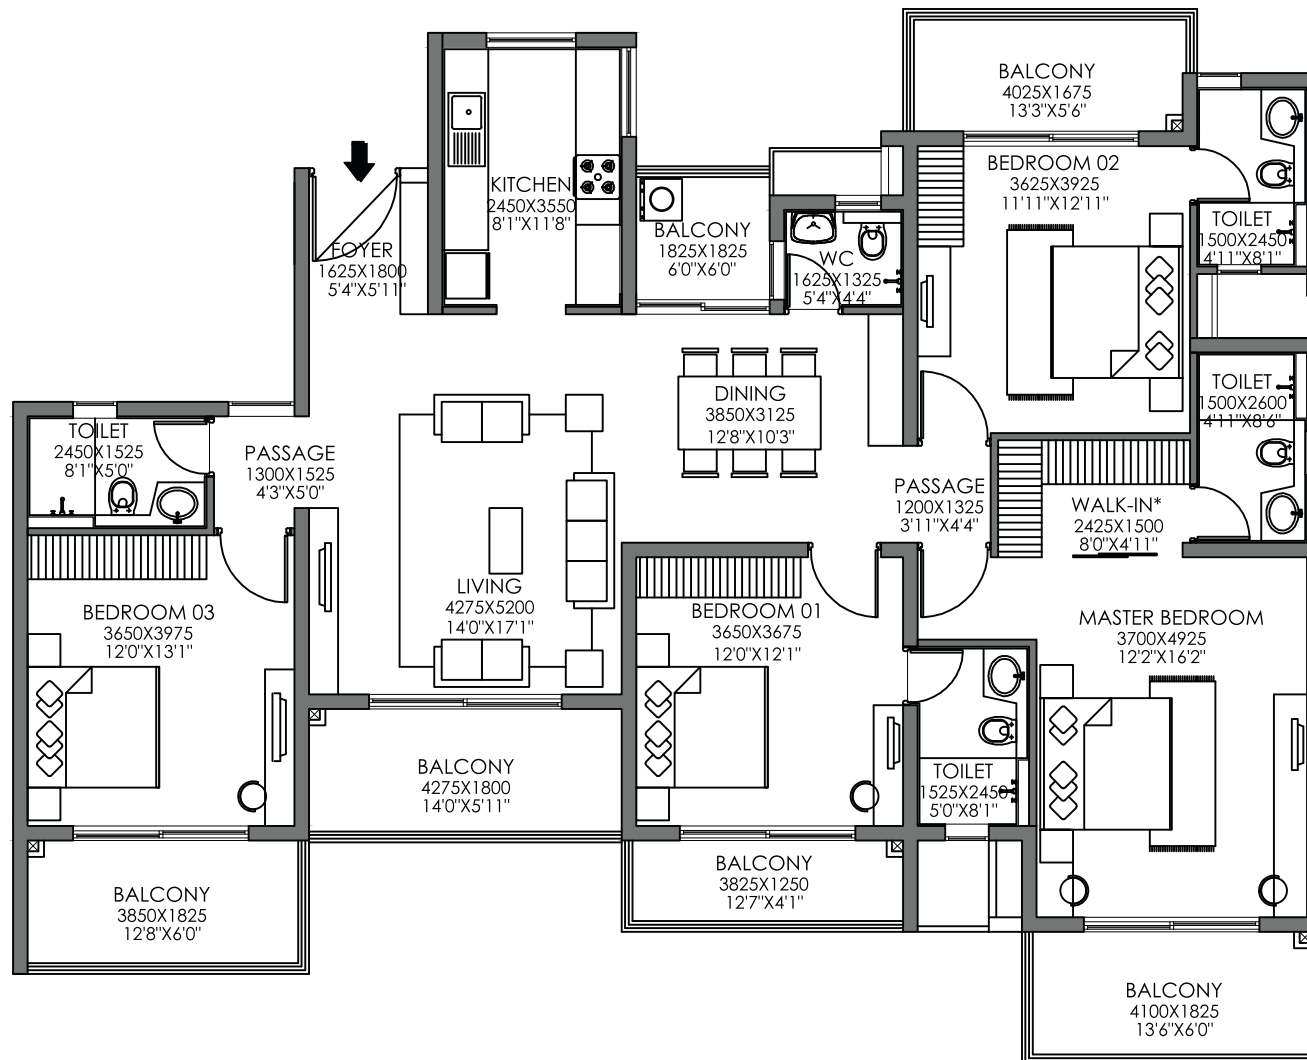 BALCONY
4025X1675
13'3"X5'6"
BEDROOM 02
3625X3925
11'11"X12'11"
KITCHEN
2450X3550
8'1"X11'8"
TOILET
1500X2450
4'11"X8'1"
BALCONY
1825X1825
6'0"X6'0"
FOYER
1625X1800
5'4"X5'11"
WC
1625X1325
5'4"X4'4"
TOILET
1500X2600
4'11"X8'6"
DINING
3850X3125
12'8"X10'3"
TOILET
2450X1525
8'1"X5'0"
PASSAGE
1300X1525
4'3"X5'0"
PASSAGE
1200X1325
3'11"X4'4"
WALK-IN*
2425X1500
8'0"X4'11"
LIVING
4275X5200
14'0"X17'1"
BEDROOM 03
3650X3975
12'0"X13'1"
BEDROOM 01
3650X3675
12'0"X12'1"
MASTER BEDROOM
3700X4925
12'2"X16'2"
BALCONY
4275X1800
14'0"X5'11"
TOILET
1525X2450
5'0"X8'1"
BALCONY
3825X1250
12'7"X4'1"
BALCONY
3850X1825
12'8"X6'0"
BALCONY
4100X1825
13'6"X6'0"